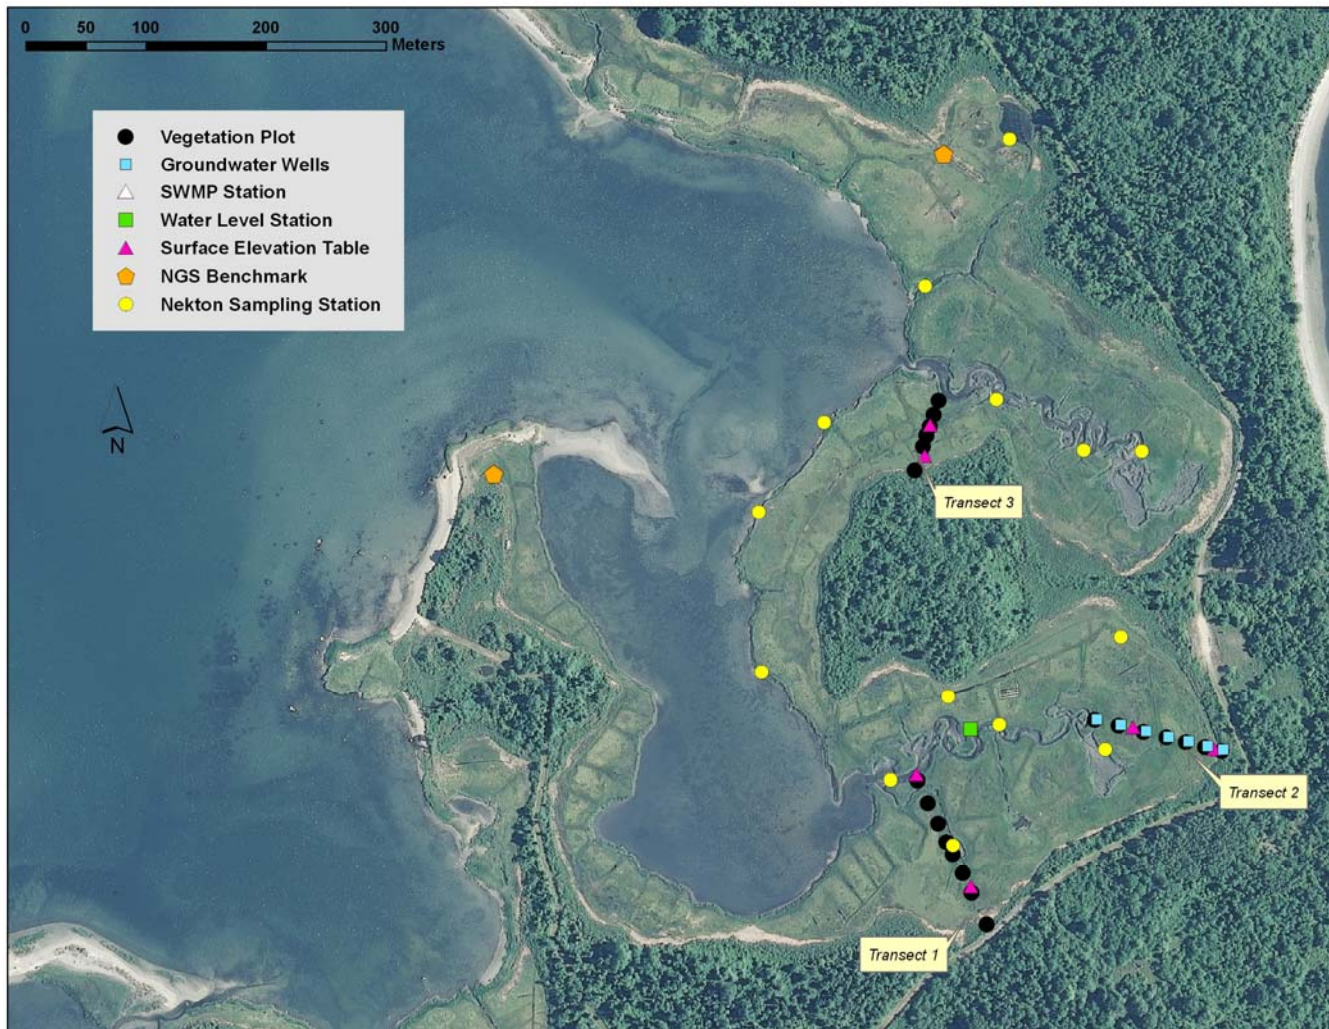 0 50 100 200 300
Meters
Vegetation Plot
Groundwater Wells
SWMP Station
Water Level Station
Surface Elevation Table
NGS Benchmark
Nekton Sampling Station
N
Transect 3
Transect 2
Transect 1